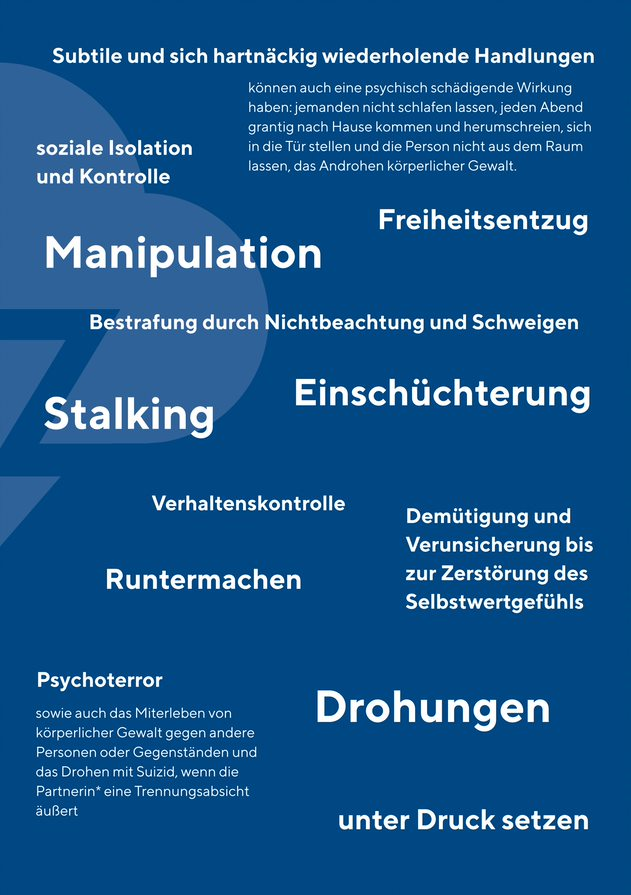 Subtile und sich hartnäckig wiederholende Handlungen
können auch eine psychisch schädigende Wirkung
haben: jemanden nicht schlafen lassen, jeden Abend
grantig nach Hause kommen und herumschreien, sich
in die Tür stellen und die Person nicht aus dem Raum
lassen, das Androhen körperlicher Gewalt.
soziale Isolation
und Kontrolle
Freiheitsentzug
Manipulation
Bestrafung durch Nichtbeachtung und Schweigen
Einschüchterung
Stalking
Verhaltenskontrolle
Demütigung und
Verunsicherung bis
zur Zerstörung des
Selbstwertgefühls
Runtermachen
Psychoterror
sowie auch das Miterleben von
körperlicher Gewalt gegen andere
Personen oder Gegenständen und
das Drohen mit Suizid, wenn die
Partnerin* eine Trennungsabsicht
äußert
Drohungen
unter Druck setzen